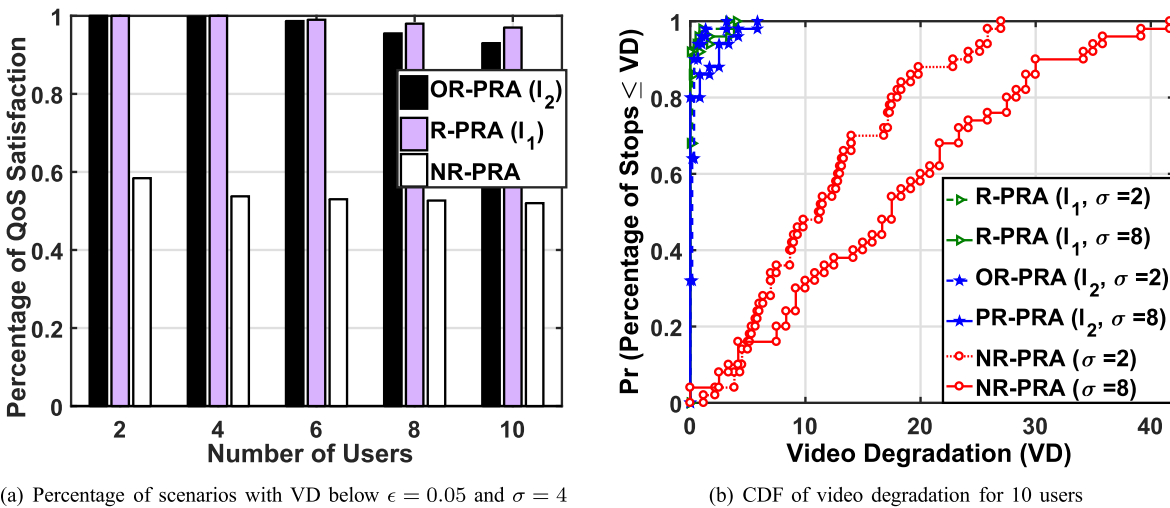 Percentage of QoS Satisfaction
1
0.8
0.6
0.4
0.2
0
2 4 6 8 10
Number of Users
OR-PRA (I2)
R-PRA (I1)
NR-PRA
(a) Percentage of scenarios with VD below ϵ = 0.05 and σ = 4
Pr (Percentage of Stops ≤ VD)
1
0.8
0.6
0.4
0.2
0
0 10 20 30 40
Video Degradation (VD)
R-PRA (I1, σ =2)
R-PRA (I1, σ =8)
OR-PRA (I2, σ =2)
PR-PRA (I2, σ =8)
NR-PRA (σ =2)
NR-PRA (σ =8)
(b) CDF of video degradation for 10 users